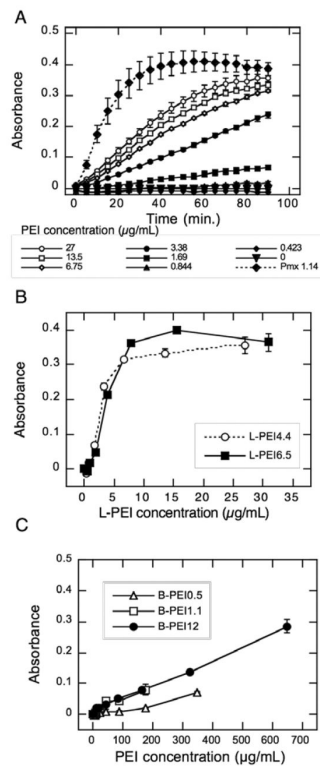 A
0.5
0.4
0.3
0.2
0.1
0
Absorbance
0 20 40 60 80 100
Time (min.)
PEI concentration (µg/mL)
27 3.38 0.423
13.5 1.69 0
6.75 0.844 Pmx 1.14
B
0.4
0.3
0.2
0.1
0
Absorbance
L-PEI4.4
L-PEI6.5
0 5 10 15 20 25 30 35
L-PEI concentration (µg/mL)
C
0.5
0.4
0.3
0.2
0.1
0
Absorbance
B-PEI0.5
B-PEI1.1
B-PEI12
0 100 200 300 400 500 600 700
PEI concentration (µg/mL)